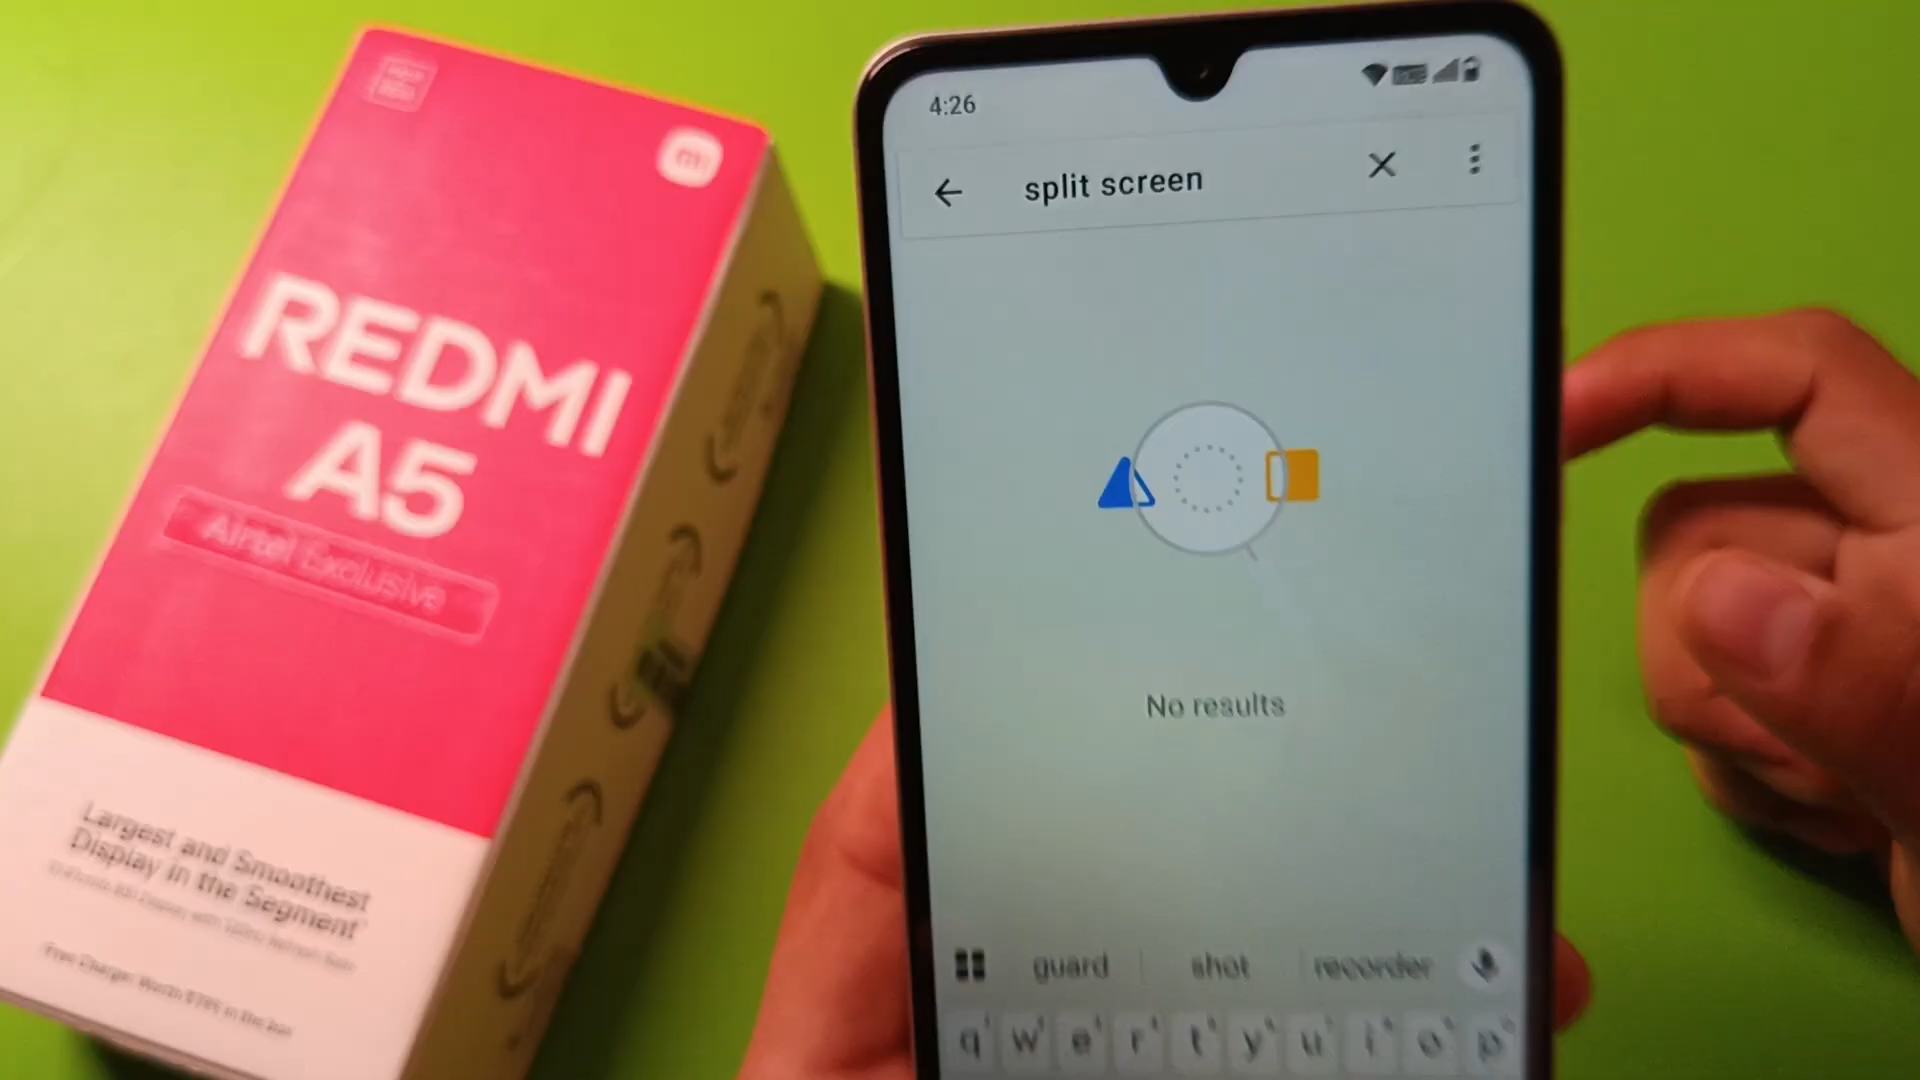 REDMI
A5
Airtel Exclusive
Largest and Smoothest
Display in the Segment
4:26
split screen
No results
guard shot recorder
q w e r t y u i o p